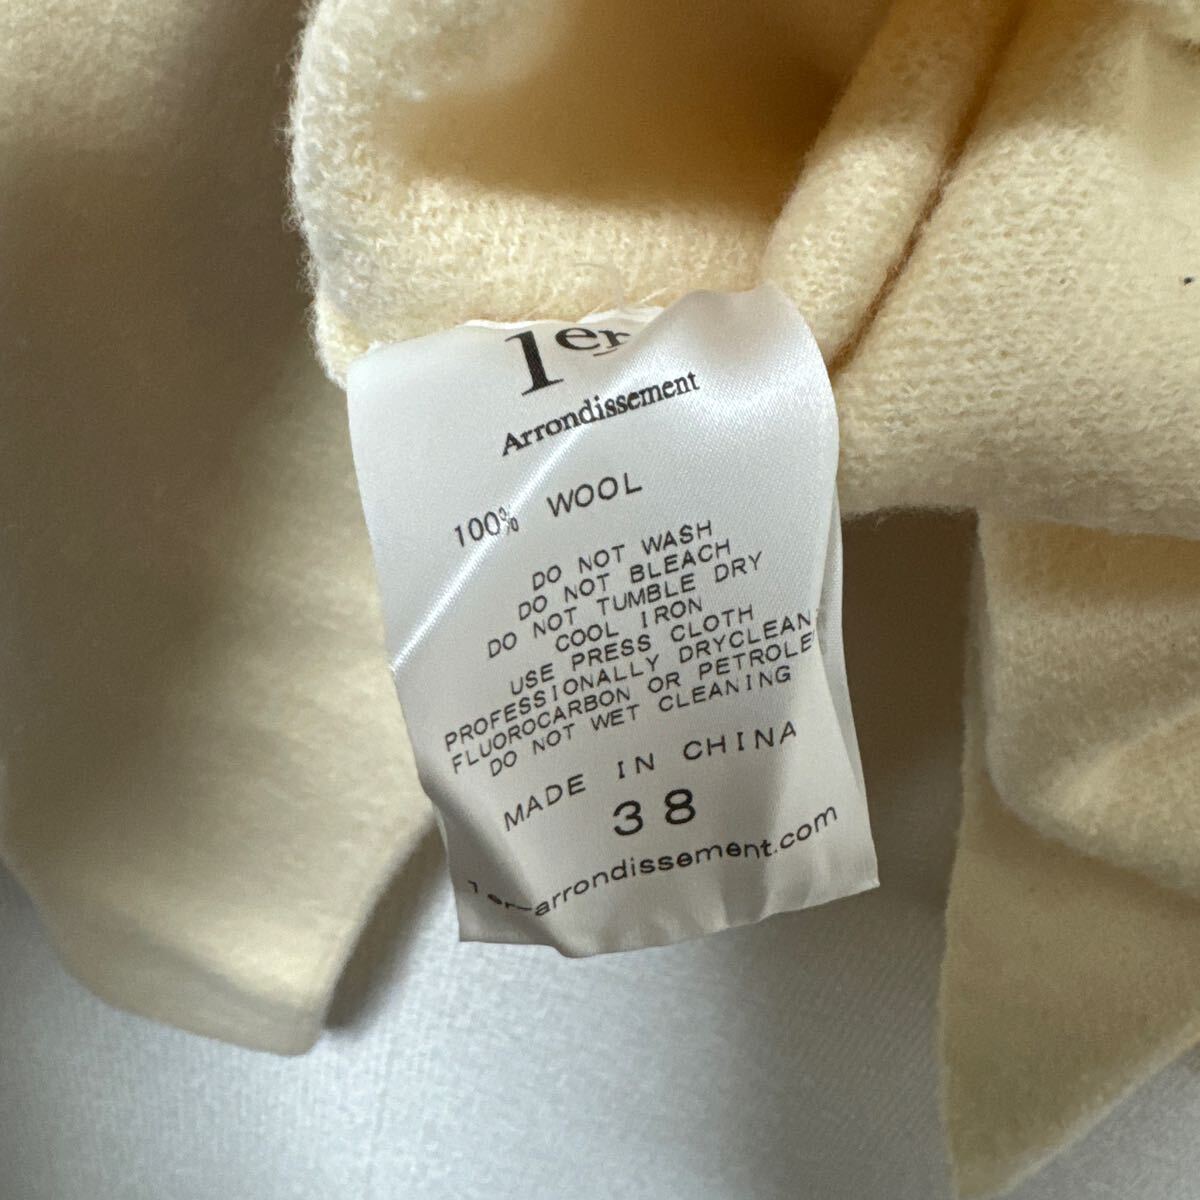 1er
Arrondissement
100% WOOL
DO NOT WASH
DO NOT BLEACH
DO NOT TUMBLE DRY
COOL IRON
USE PRESS CLOTH
PROFESSIONALLY DRYCLEAN
FLUOROCARBON OR PETROLE
DO NOT WET CLEANING
MADE IN CHINA
38
1er-arrondissement.com